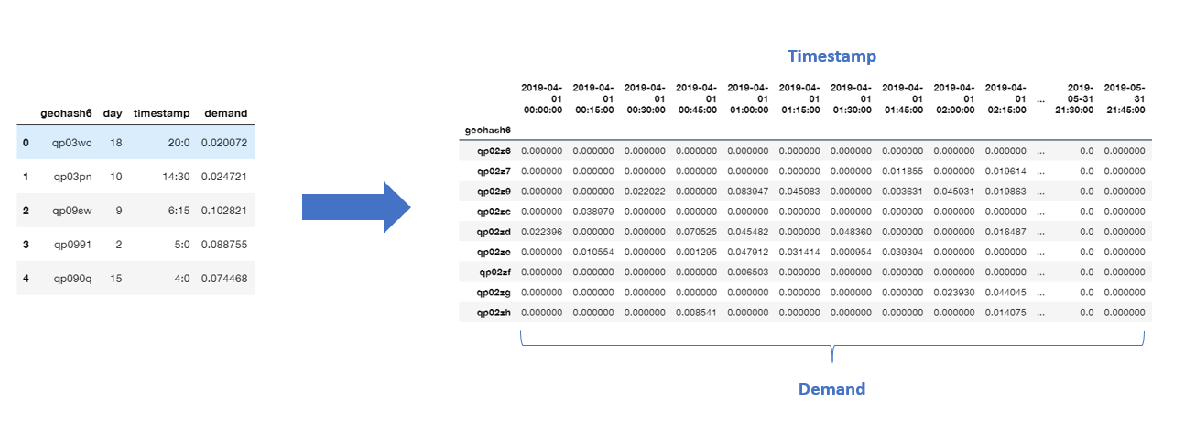 Timestamp
geohash6 day timestamp demand
0 qp03wc 18 20:0 0.020072
1 qp03pn 10 14:30 0.024721
2 qp09sw 9 6:15 0.102821
3 qp0991 2 5:0 0.088755
4 qp090q 15 4:0 0.074468
2019-04- 2019-04- 2019-04- 2019-04- 2019-04- 2019-04- 2019-04- 2019-04- 2019-04- 2019-04- 2019- 2019-05-
01 01 01 01 01 01 01 01 01 01 ... 05-31 31
00:00:00 00:15:00 00:30:00 00:45:00 01:00:00 01:15:00 01:30:00 01:45:00 02:00:00 02:15:00 21:30:00 21:45:00
geohash6
qp02z6 0.000000 0.000000 0.000000 0.000000 0.000000 0.000000 0.000000 0.000000 0.000000 0.000000 ... 0.0 0.000000
qp02z7 0.000000 0.000000 0.000000 0.000000 0.000000 0.000000 0.000000 0.011855 0.000000 0.019614 ... 0.0 0.000000
qp02z9 0.000000 0.000000 0.022022 0.000000 0.083047 0.045083 0.000000 0.003631 0.045031 0.019883 ... 0.0 0.000000
qp02zc 0.000000 0.038979 0.000000 0.000000 0.000000 0.000000 0.000000 0.000000 0.000000 0.000000 ... 0.0 0.000000
qp02zd 0.022396 0.000000 0.000000 0.070525 0.045482 0.000000 0.048360 0.000000 0.000000 0.018487 ... 0.0 0.000000
0.000000 0.010554 0.000000 0.001295 0.047912 0.031414 0.000954 0.030304 0.000000 0.000000 ... 0.0 0.000000
qp02zf 0.000000 0.000000 0.000000 0.000000 0.006503 0.000000 0.000000 0.000000 0.000000 0.000000 ... 0.0 0.000000
qp02zg 0.000000 0.000000 0.000000 0.000000 0.000000 0.000000 0.000000 0.000000 0.023930 0.044045 ... 0.0 0.000000
qp02zh 0.000000 0.000000 0.000000 0.008541 0.000000 0.000000 0.000000 0.000000 0.000000 0.014075 ... 0.0 0.000000
Demand